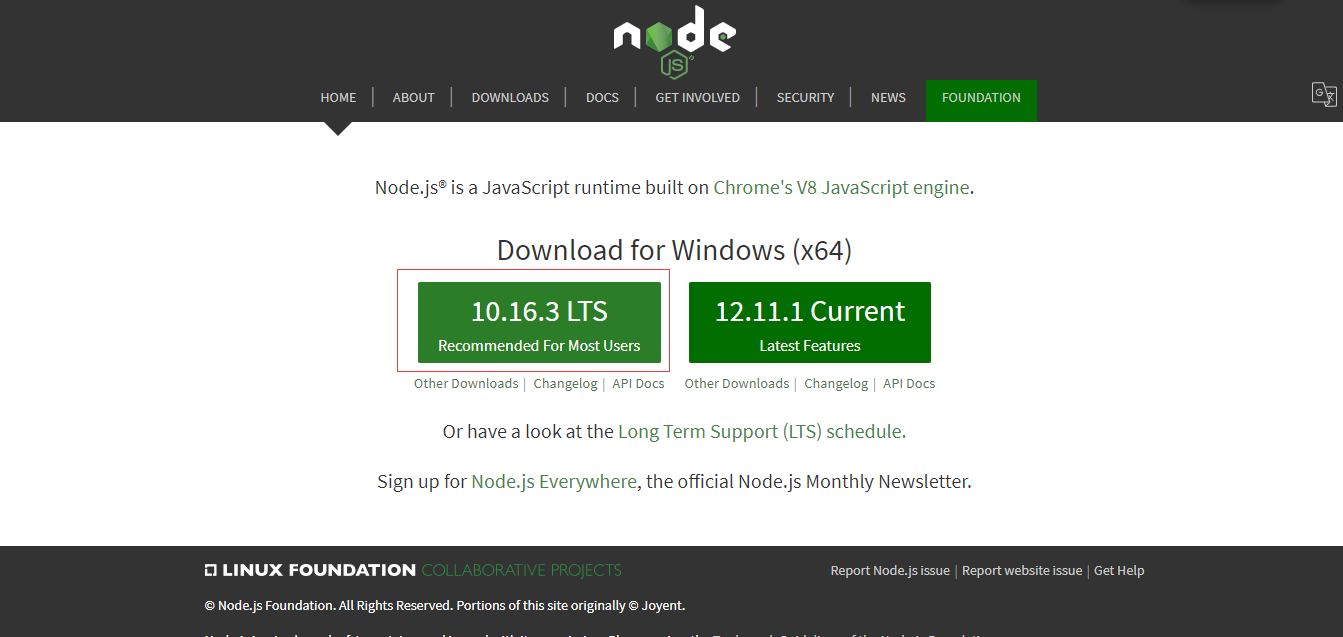 node
JS
HOME | ABOUT | DOWNLOADS | DOCS | GET INVOLVED | SECURITY | NEWS FOUNDATION
Node.js® is a JavaScript runtime built on Chrome's V8 JavaScript engine.
Download for Windows (x64)
10.16.3 LTS
Recommended For Most Users
12.11.1 Current
Latest Features
Other Downloads | Changelog | API Docs
Other Downloads | Changelog | API Docs
Or have a look at the Long Term Support (LTS) schedule.
Sign up for Node.js Everywhere, the official Node.js Monthly Newsletter.
LINUX FOUNDATION COLLABORATIVE PROJECTS
Report Node.js issue | Report website issue | Get Help
© Node.js Foundation. All Rights Reserved. Portions of this site originally © Joyent.